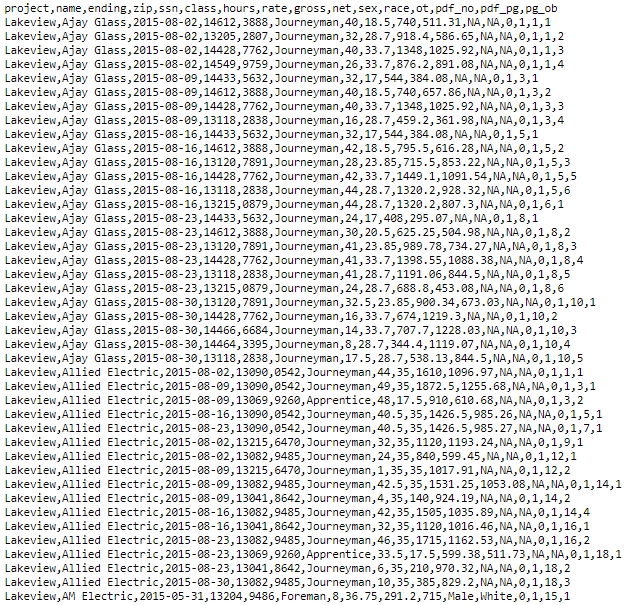 project,name,ending,zip,ssn,class,hours,rate,gross,net,sex,race,ot,pdf_no,pdf_pg,pg_ob
Lakeview,Ajay Glass,2015-08-02,14612,3888,Journeyman,40,18.5,740,511.31,NA,NA,0,1,1,1
Lakeview,Ajay Glass,2015-08-02,13205,2807,Journeyman,32,28.7,918.4,586.65,NA,NA,0,1,1,2
Lakeview,Ajay Glass,2015-08-02,14428,7762,Journeyman,40,33.7,1348,1025.92,NA,NA,0,1,1,3
Lakeview,Ajay Glass,2015-08-02,14549,9759,Journeyman,26,33.7,876.2,891.08,NA,NA,0,1,1,4
Lakeview,Ajay Glass,2015-08-09,14433,5632,Journeyman,32,17,544,384.08,NA,NA,0,1,3,1
Lakeview,Ajay Glass,2015-08-09,14612,3888,Journeyman,40,18.5,740,657.86,NA,NA,0,1,3,2
Lakeview,Ajay Glass,2015-08-09,14428,7762,Journeyman,40,33.7,1348,1025.92,NA,NA,0,1,3,3
Lakeview,Ajay Glass,2015-08-09,13118,2838,Journeyman,16,28.7,459.2,361.98,NA,NA,0,1,3,4
Lakeview,Ajay Glass,2015-08-16,14433,5632,Journeyman,32,17,544,384.08,NA,NA,0,1,5,1
Lakeview,Ajay Glass,2015-08-16,14612,3888,Journeyman,42,18.5,795.5,616.28,NA,NA,0,1,5,2
Lakeview,Ajay Glass,2015-08-16,13120,7891,Journeyman,28,23.85,715.5,853.22,NA,NA,0,1,5,3
Lakeview,Ajay Glass,2015-08-16,14428,7762,Journeyman,42,33.7,1449.1,1091.54,NA,NA,0,1,5,5
Lakeview,Ajay Glass,2015-08-16,13118,2838,Journeyman,44,28.7,1320.2,928.32,NA,NA,0,1,5,6
Lakeview,Ajay Glass,2015-08-16,13215,0879,Journeyman,44,28.7,1320.2,807.3,NA,NA,0,1,6,1
Lakeview,Ajay Glass,2015-08-23,14433,5632,Journeyman,24,17,408,295.07,NA,NA,0,1,8,1
Lakeview,Ajay Glass,2015-08-23,14612,3888,Journeyman,30,20.5,625.25,504.98,NA,NA,0,1,8,2
Lakeview,Ajay Glass,2015-08-23,13120,7891,Journeyman,41,23.85,989.78,734.27,NA,NA,0,1,8,3
Lakeview,Ajay Glass,2015-08-23,14428,7762,Journeyman,41,33.7,1398.55,1088.38,NA,NA,0,1,8,4
Lakeview,Ajay Glass,2015-08-23,13118,2838,Journeyman,41,28.7,1191.06,844.5,NA,NA,0,1,8,5
Lakeview,Ajay Glass,2015-08-23,13215,0879,Journeyman,24,28.7,688.8,453.08,NA,NA,0,1,8,6
Lakeview,Ajay Glass,2015-08-30,13120,7891,Journeyman,32.5,23.85,900.34,673.03,NA,NA,0,1,10,1
Lakeview,Ajay Glass,2015-08-30,14428,7762,Journeyman,16,33.7,674,1219.3,NA,NA,0,1,10,2
Lakeview,Ajay Glass,2015-08-30,14466,6684,Journeyman,14,33.7,707.7,1228.03,NA,NA,0,1,10,3
Lakeview,Ajay Glass,2015-08-30,14464,3395,Journeyman,8,28.7,344.4,1119.07,NA,NA,0,1,10,4
Lakeview,Ajay Glass,2015-08-30,13118,2838,Journeyman,17.5,28.7,538.13,844.5,NA,NA,0,1,10,5
Lakeview,Allied Electric,2015-08-02,13090,0542,Journeyman,44,35,1610,1096.97,NA,NA,0,1,1,1
Lakeview,Allied Electric,2015-08-09,13090,0542,Journeyman,49,35,1872.5,1255.68,NA,NA,0,1,3,1
Lakeview,Allied Electric,2015-08-09,13069,9260,Apprentice,48,17.5,910,610.68,NA,NA,0,1,3,2
Lakeview,Allied Electric,2015-08-16,13090,0542,Journeyman,40.5,35,1426.5,985.26,NA,NA,0,1,5,1
Lakeview,Allied Electric,2015-08-23,13090,0542,Journeyman,40.5,35,1426.5,985.27,NA,NA,0,1,7,1
Lakeview,Allied Electric,2015-08-02,13215,6470,Journeyman,32,35,1120,1193.24,NA,NA,0,1,9,1
Lakeview,Allied Electric,2015-08-02,13082,9485,Journeyman,24,35,840,599.45,NA,NA,0,1,12,1
Lakeview,Allied Electric,2015-08-09,13215,6470,Journeyman,1,35,35,1017.91,NA,NA,0,1,12,2
Lakeview,Allied Electric,2015-08-09,13082,9485,Journeyman,42.5,35,1531.25,1053.08,NA,NA,0,1,14,1
Lakeview,Allied Electric,2015-08-09,13041,8642,Journeyman,4,35,140,924.19,NA,NA,0,1,14,2
Lakeview,Allied Electric,2015-08-16,13082,9485,Journeyman,42,35,1505,1035.89,NA,NA,0,1,14,4
Lakeview,Allied Electric,2015-08-16,13041,8642,Journeyman,32,35,1120,1016.46,NA,NA,0,1,16,1
Lakeview,Allied Electric,2015-08-23,13082,9485,Journeyman,46,35,1715,1162.53,NA,NA,0,1,16,2
Lakeview,Allied Electric,2015-08-23,13069,9260,Apprentice,33.5,17.5,599.38,511.73,NA,NA,0,1,18,1
Lakeview,Allied Electric,2015-08-23,13041,8642,Journeyman,6,35,210,970.32,NA,NA,0,1,18,2
Lakeview,Allied Electric,2015-08-30,13082,9485,Journeyman,10,35,385,829.2,NA,NA,0,1,18,3
Lakeview,AM Electric,2015-05-31,13204,9486,Foreman,8,36.75,291.2,715,Male,White,0,1,15,1